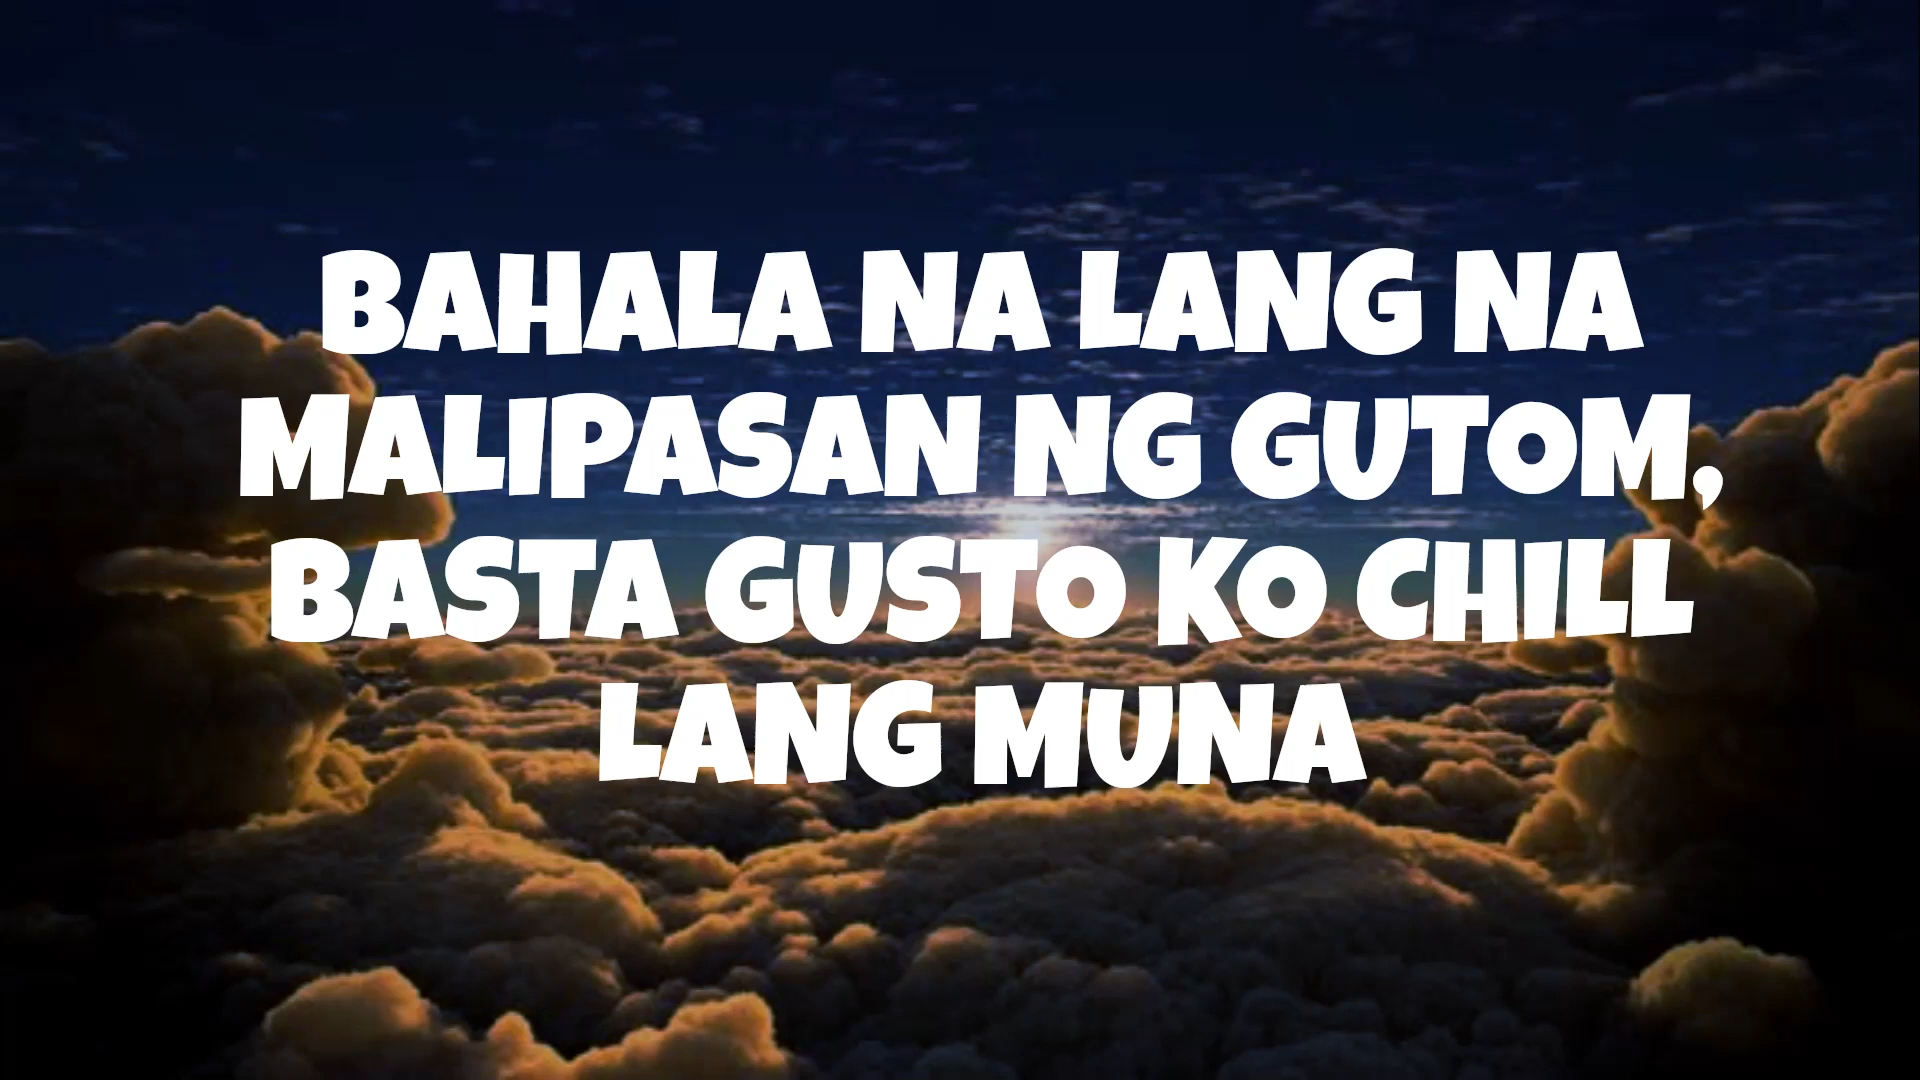 BAHALA NA LANG NA
MALIPASAN NG GUTOM,
BASTA GUSTO KO CHILL
LANG MUNA